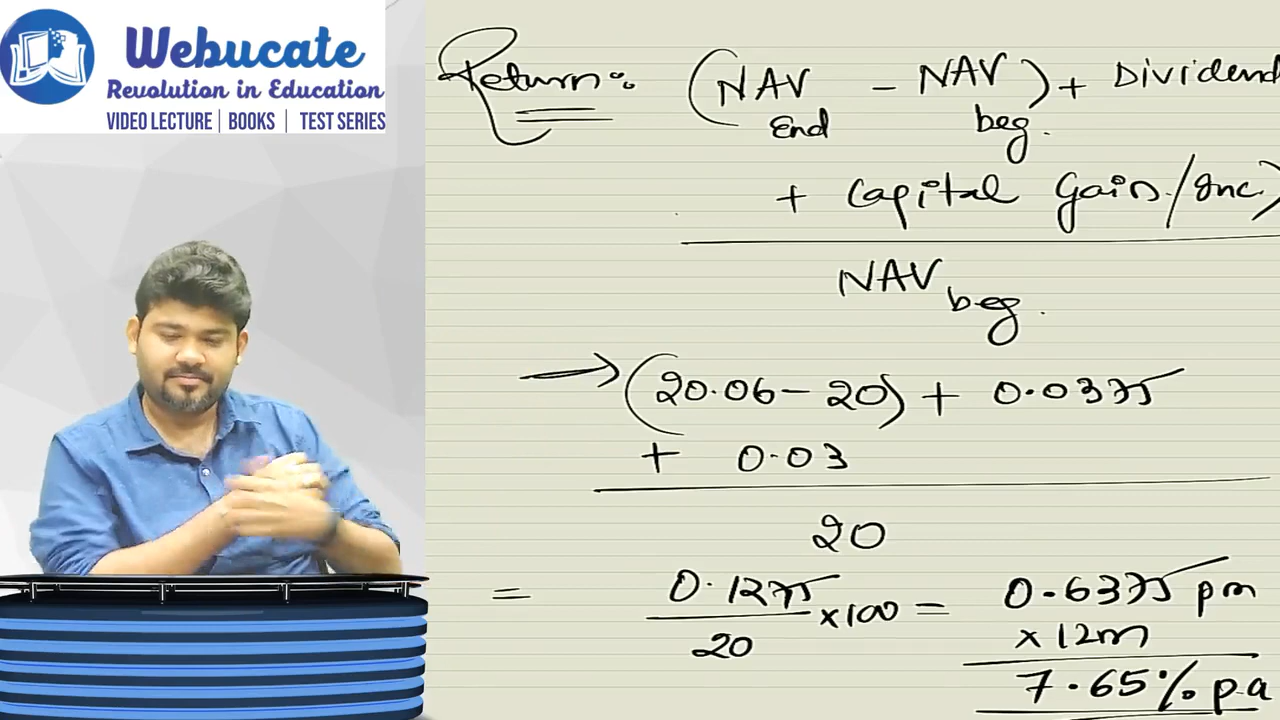 Webucate
Revolution in Education
VIDEO LECTURE | BOOKS | TEST SERIES
Return:
(NAV - NAV) + Dividend
End beg.
+ Capital Gain/Inc)
NAV beg.
→ (20.06 - 20) + 0.0375
+ 0.03
20
= 0.1275 x100 = 0.6375 pm
20 x 12m
7.65% pa